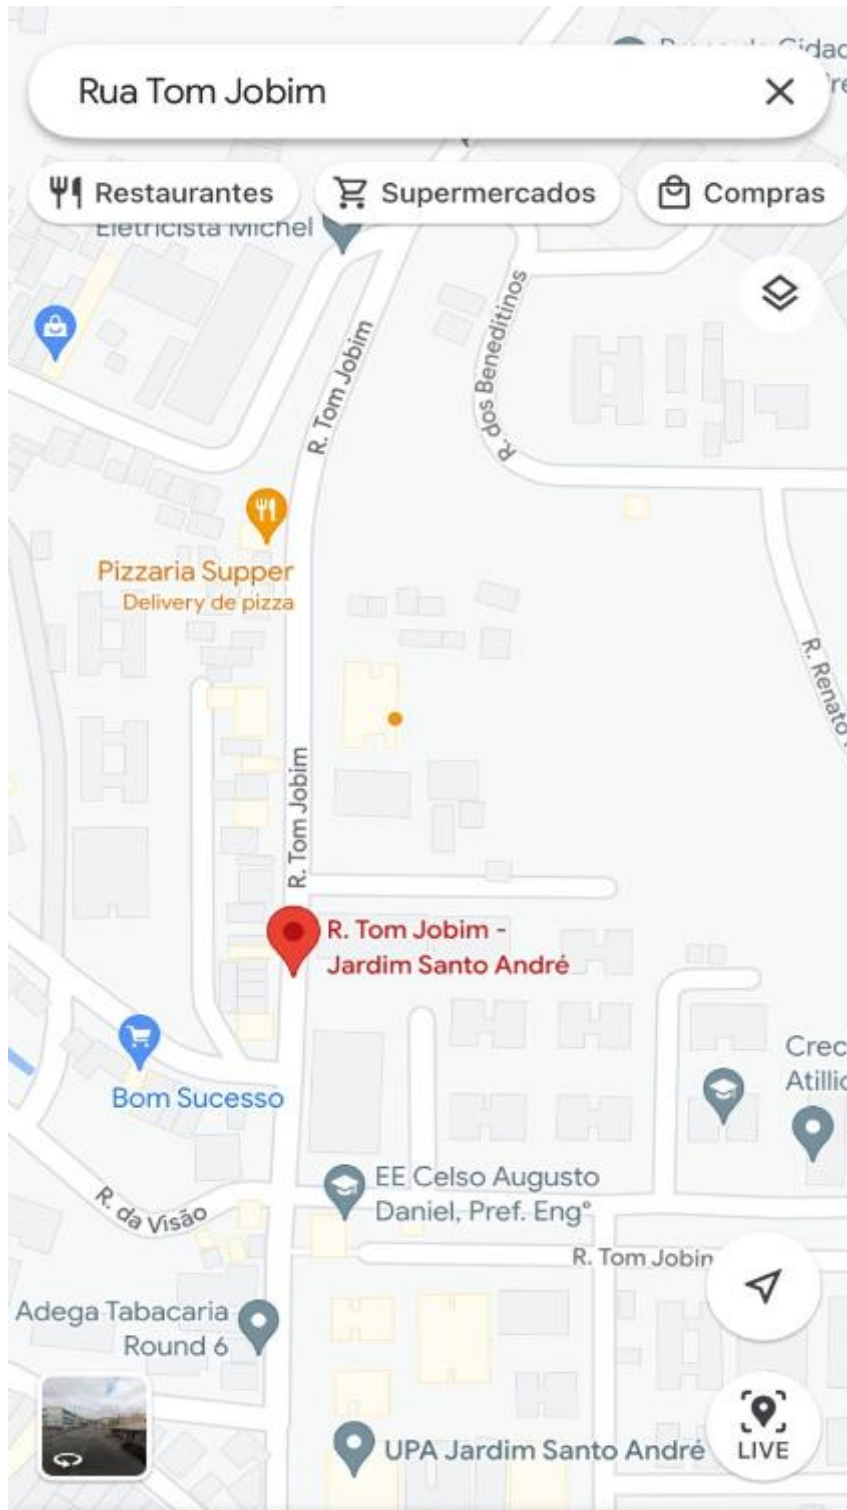 Rua Tom Jobim
Restaurantes
Supermercados
Compras
Eletricista Michel
R. Tom Jobim
R. dos Beneditinos
Pizzaria Supper
Delivery de pizza
R. Renato
R. Tom Jobim
R. Tom Jobim -
Jardim Santo André
Bom Sucesso
Crec
Atillio
EE Celso Augusto
Daniel, Pref. Engº
R. da Visão
R. Tom Jobin
Adega Tabacaria
Round 6
UPA Jardim Santo André
LIVE